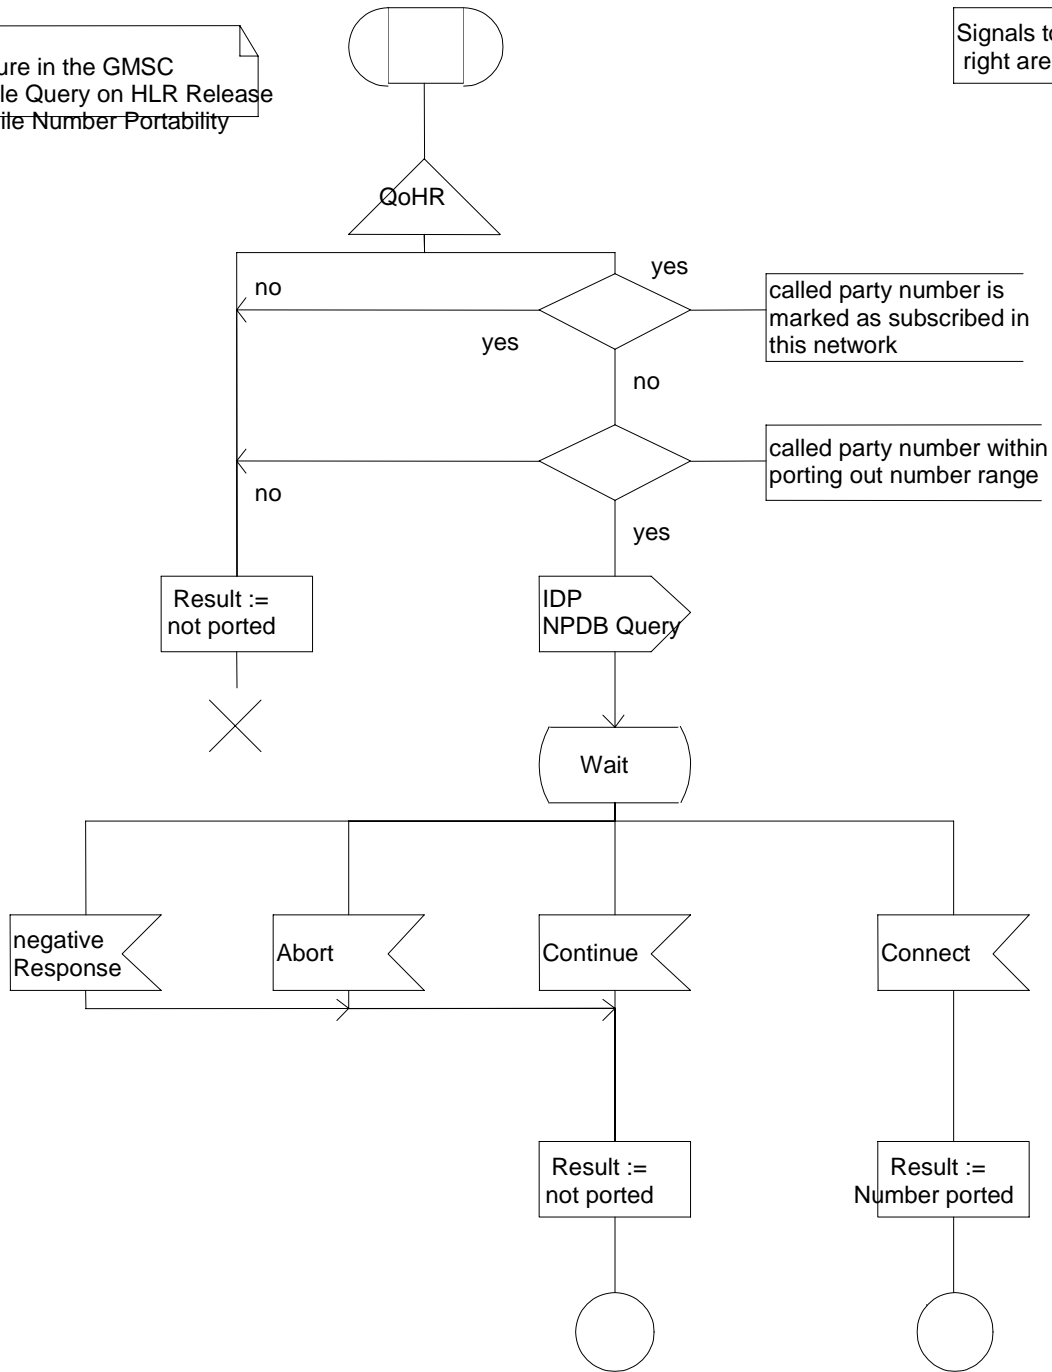 ure in the GMSC
le Query on HLR Release
ile Number Portability
Signals to
right are
QoHR
yes
no
called party number is
marked as subscribed in
this network
yes
no
called party number within
porting out number range
no
yes
Result :=
not ported
IDP
NPDB Query
Wait
negative
Response
Abort
Continue
Connect
Result :=
not ported
Result :=
Number ported